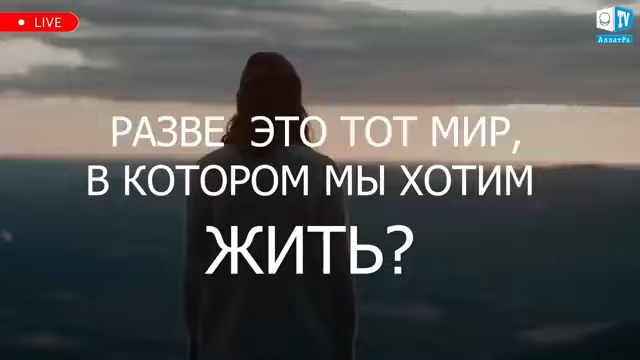 LIVE
TV
АллатРа
РАЗВЕ ЭТО ТОТ МИР,
В КОТОРОМ МЫ ХОТИМ
ЖИТЬ?